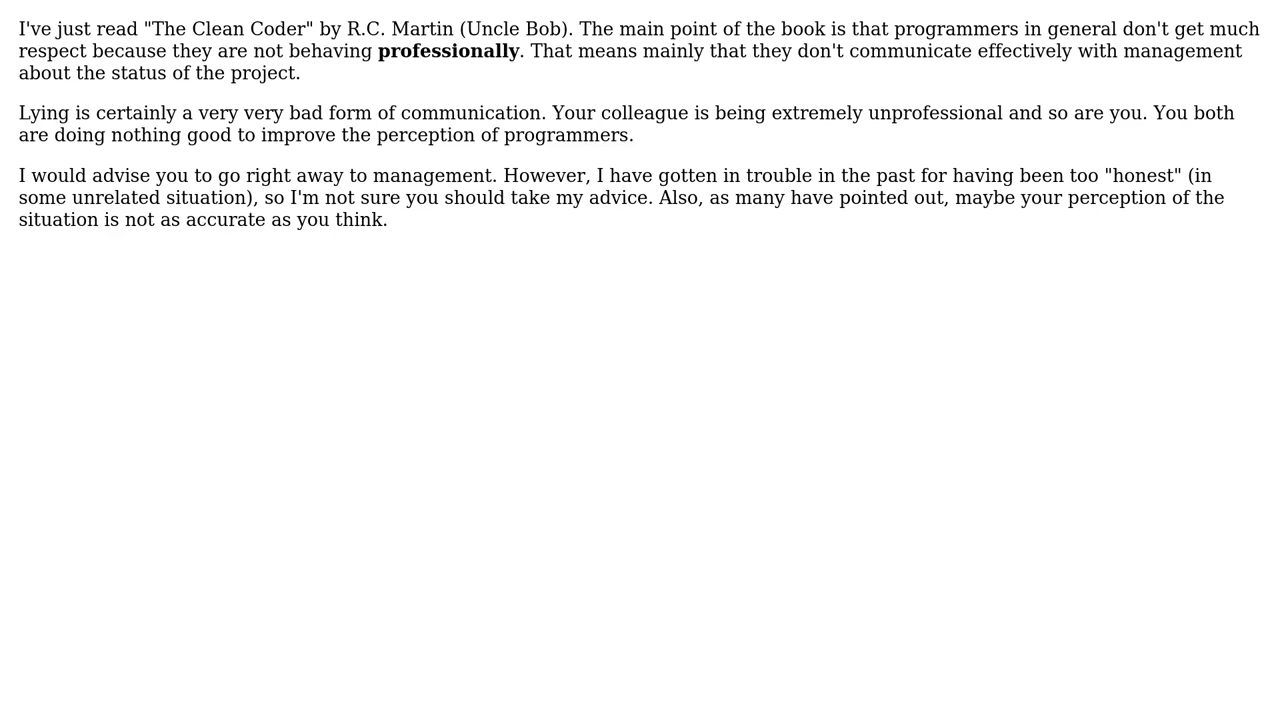 I've just read "The Clean Coder" by R.C. Martin (Uncle Bob). The main point of the book is that programmers in general don't get much
respect because they are not behaving professionally. That means mainly that they don't communicate effectively with management
about the status of the project.
Lying is certainly a very very bad form of communication. Your colleague is being extremely unprofessional and so are you. You both
are doing nothing good to improve the perception of programmers.
I would advise you to go right away to management. However, I have gotten in trouble in the past for having been too "honest" (in
some unrelated situation), so I'm not sure you should take my advice. Also, as many have pointed out, maybe your perception of the
situation is not as accurate as you think.